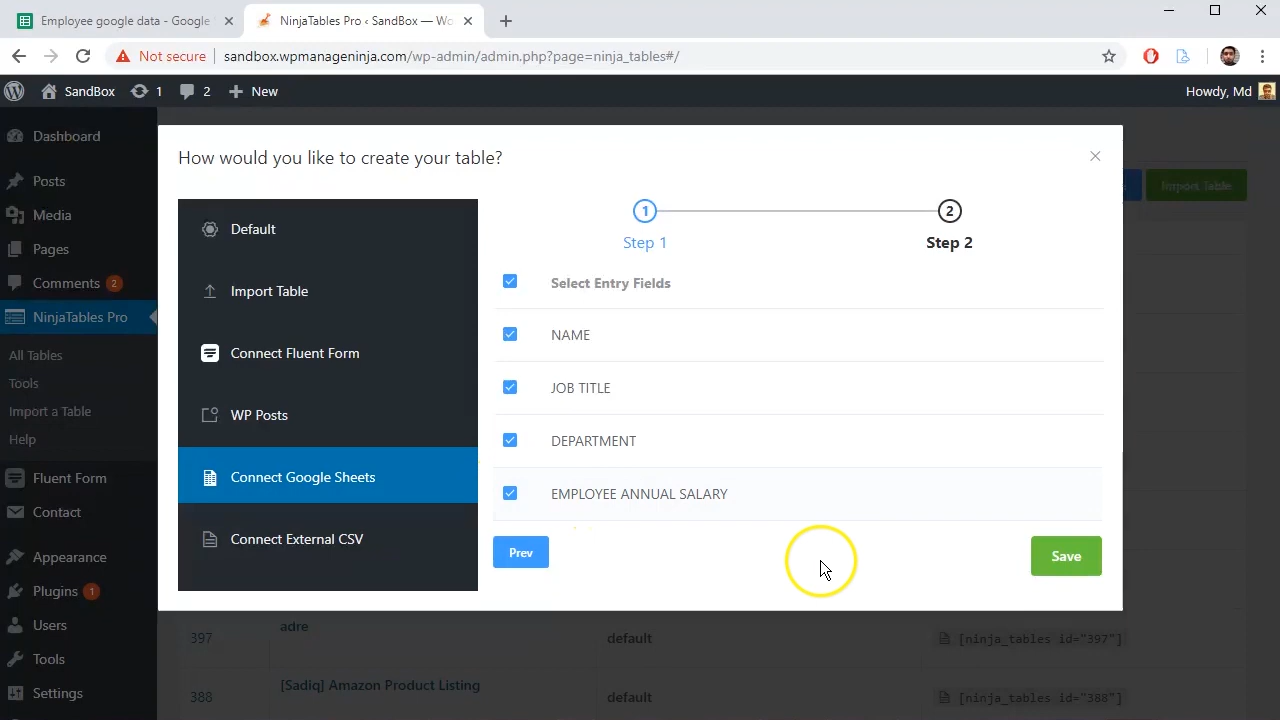 Employee google data - Google
NinjaTables Pro ‹ SandBox — Wo
Not secure
sandbox.wpmanageninja.com/wp-admin/admin.php?page=ninja_tables#/
SandBox
1
2
New
Howdy, Md
Dashboard
Posts
Media
Pages
Comments 2
NinjaTables Pro
All Tables
Tools
Import a Table
Help
Fluent Form
Contact
Appearance
Plugins 1
Users
Tools
Settings
How would you like to create your table?
Import Table
Default
Import Table
Connect Fluent Form
WP Posts
Connect Google Sheets
Connect External CSV
1
2
Step 1
Step 2
Select Entry Fields
NAME
JOB TITLE
DEPARTMENT
EMPLOYEE ANNUAL SALARY
Prev
Save
397 adre default [ninja_tables id="397"]
388 [Sadiq] Amazon Product Listing default [ninja_tables id="388"]